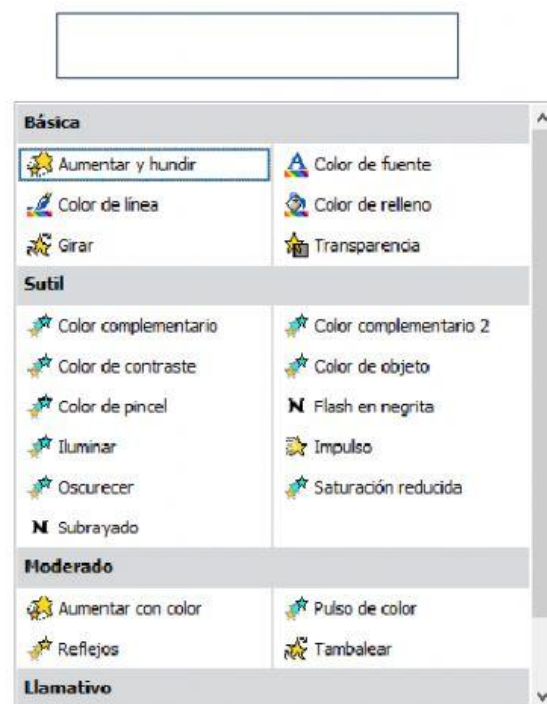 Básica
Aumentar y hundir Color de fuente
Color de línea Color de relleno
Girar Transparencia
Sutil
Color complementario Color complementario 2
Color de contraste Color de objeto
Color de pincel N Flash en negrita
Iluminar Impulso
Oscurecer Saturación reducida
N Subrayado
Moderado
Aumentar con color Pulso de color
Reflejos Tambalear
Llamativo